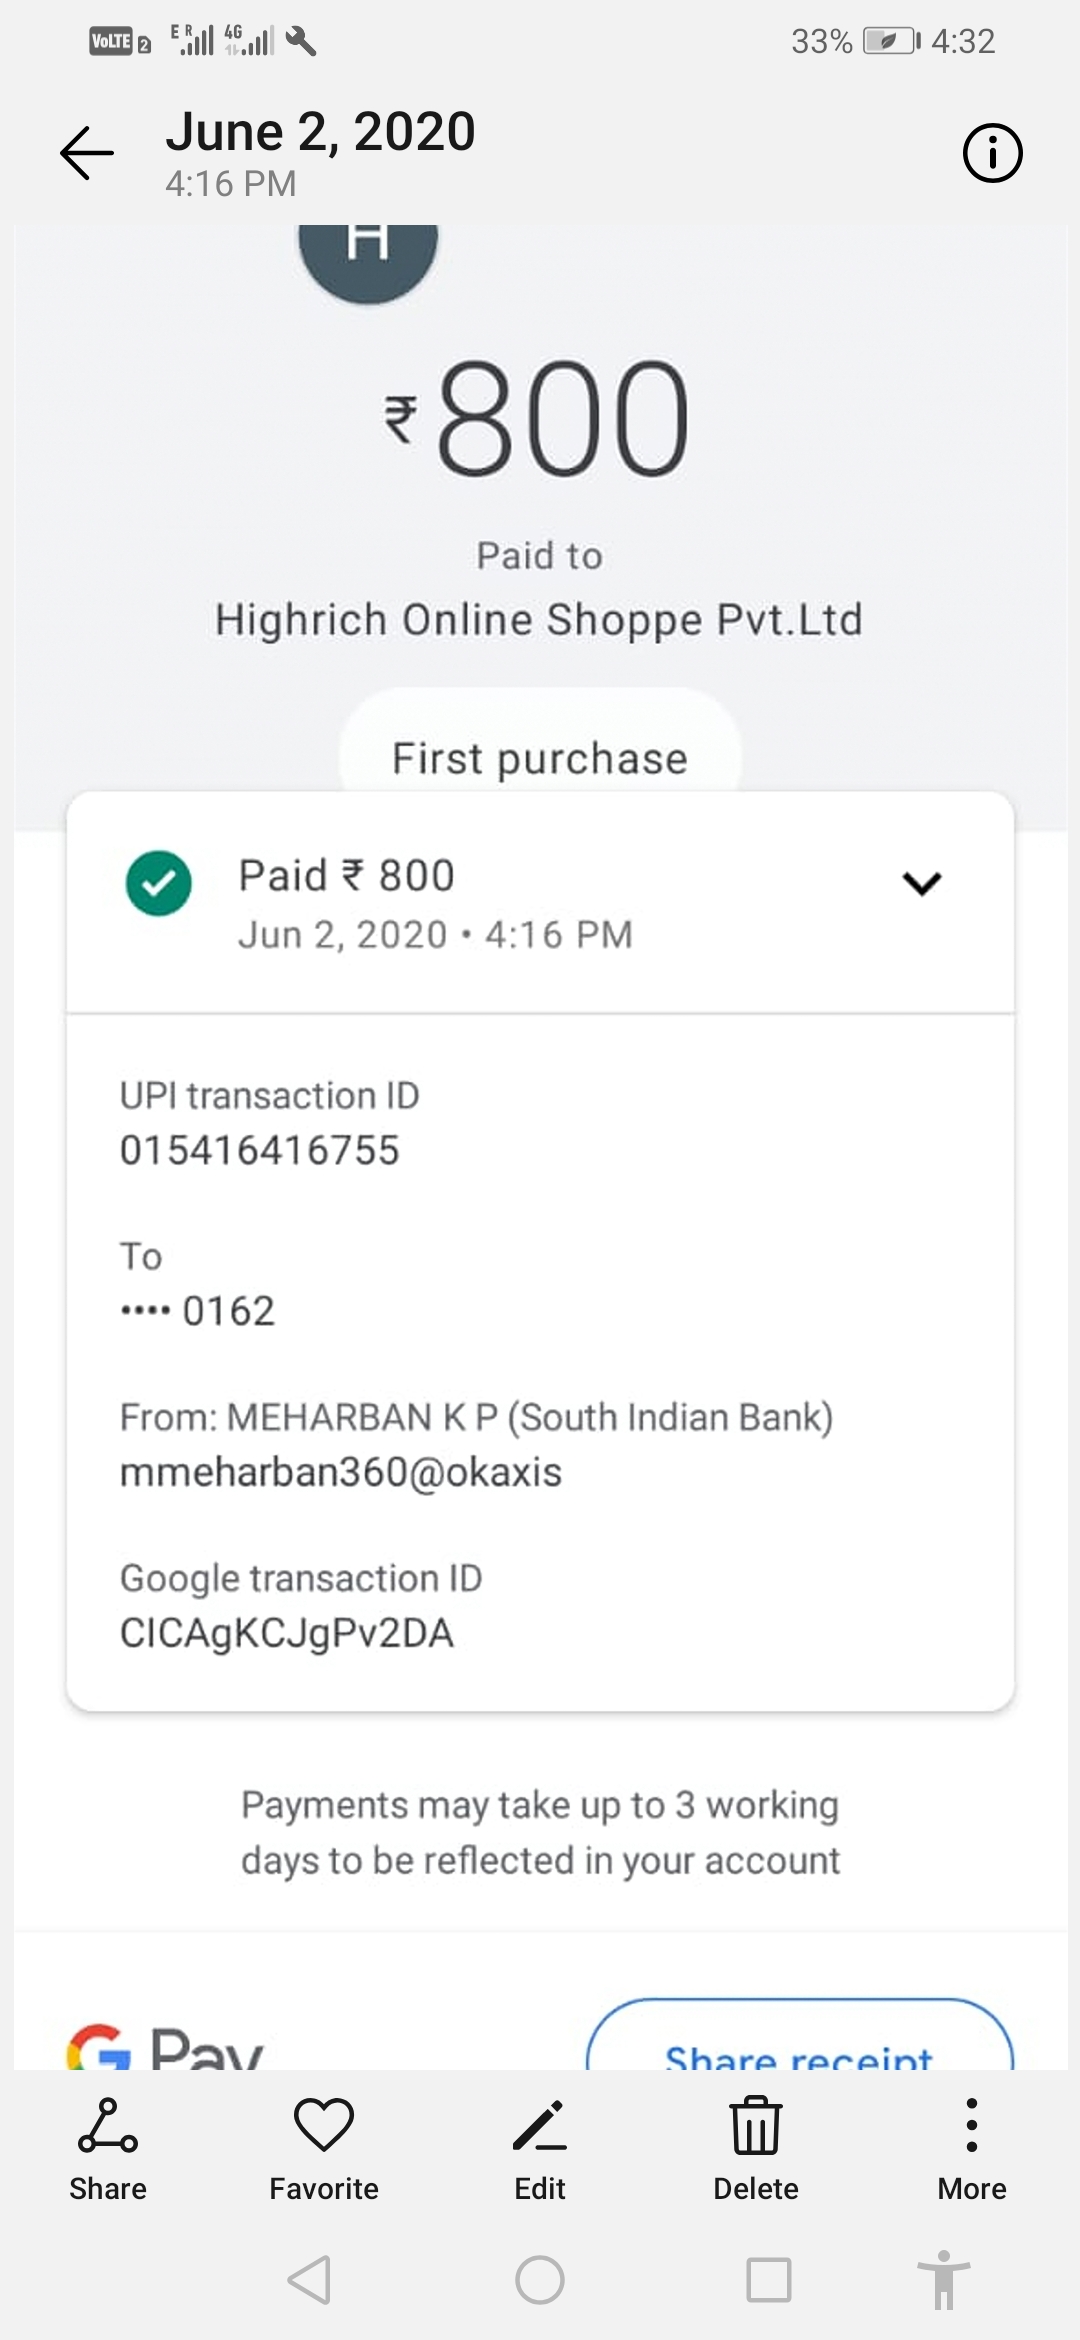 VoLTE 2 E R 4G 33% 4:32
June 2, 2020
4:16 PM
H
₹800
Paid to
Highrich Online Shoppe Pvt.Ltd
First purchase
Paid ₹ 800
Jun 2, 2020 • 4:16 PM
UPI transaction ID
015416416755
To
•••• 0162
From: MEHARBAN K P (South Indian Bank)
mmeharban360@okaxis
Google transaction ID
CICAgKCJgPv2DA
Payments may take up to 3 working
days to be reflected in your account
G Pay Share receipt
Share Favorite Edit Delete More